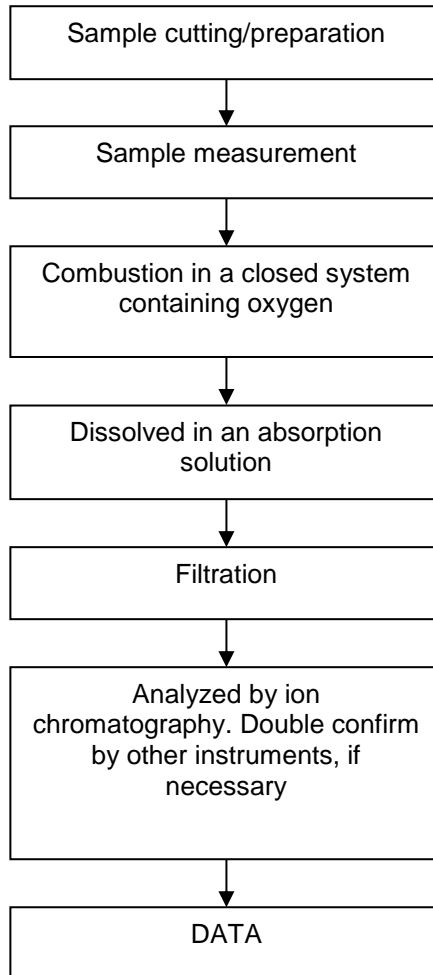 Sample cutting/preparation
Sample measurement
Combustion in a closed system
containing oxygen
Dissolved in an absorption
solution
Filtration
Analyzed by ion
chromatography. Double confirm
by other instruments, if
necessary
DATA